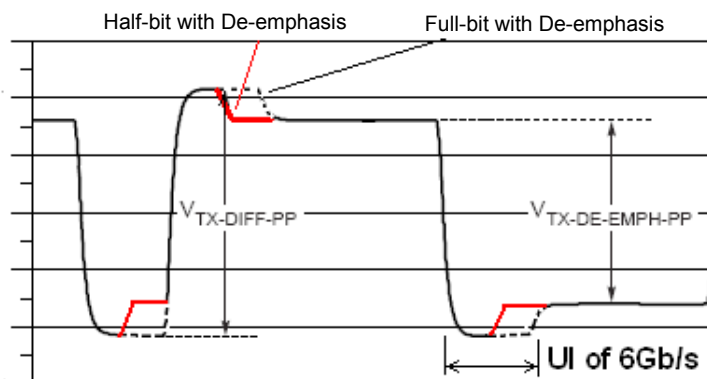 Half-bit with De-emphasis
Full-bit with De-emphasis
VTX-DIFF-PP
VTX-DE-EMPH-PP
UI of 6Gb/s